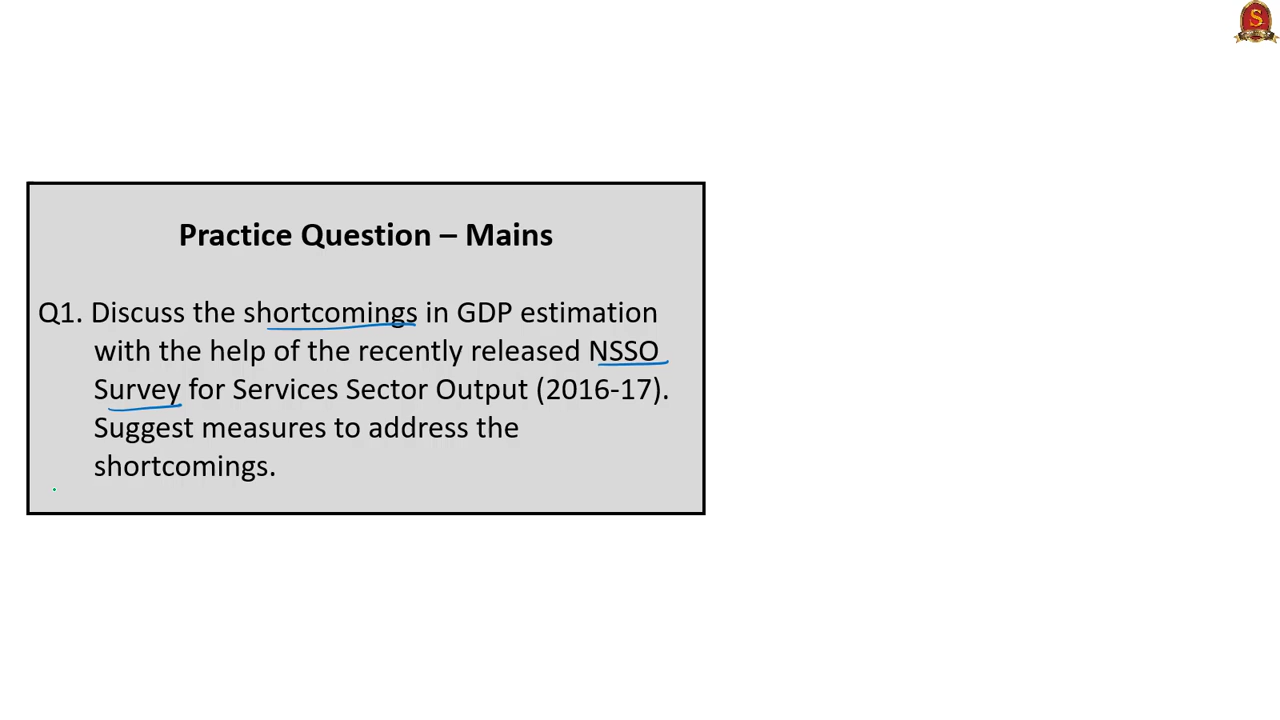 S
Practice Question – Mains
Q1. Discuss the shortcomings in GDP estimation
with the help of the recently released NSSO
Survey for Services Sector Output (2016-17).
Suggest measures to address the
shortcomings.